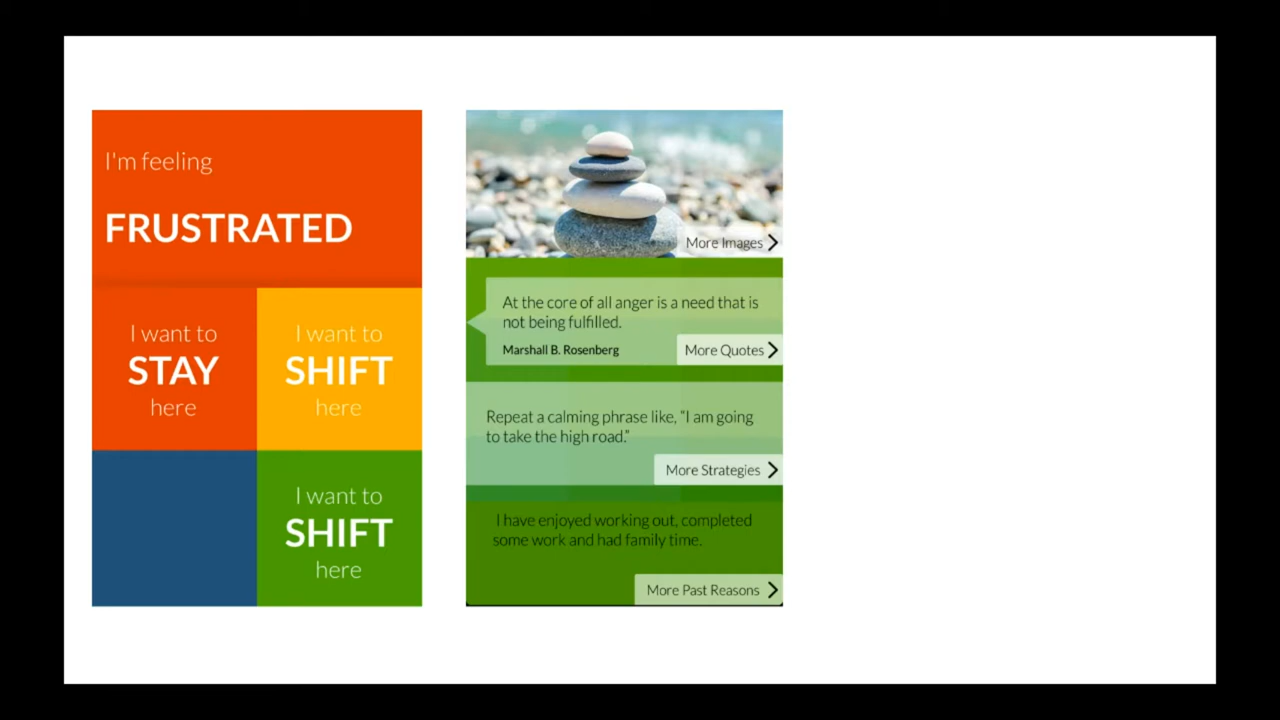 I'm feeling
FRUSTRATED
I want to
STAY
here
I want to
SHIFT
here
I want to
SHIFT
here
More Images
At the core of all anger is a need that is
not being fulfilled.
Marshall B. Rosenberg
More Quotes
Repeat a calming phrase like, "I am going
to take the high road."
More Strategies
I have enjoyed working out, completed
some work and had family time.
More Past Reasons